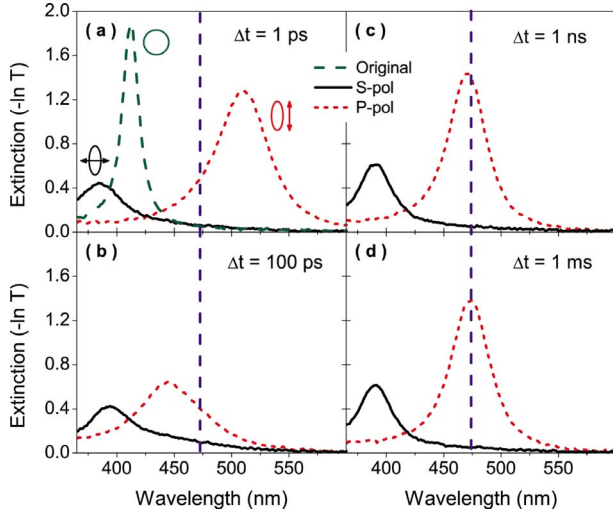 2.0
1.6
1.2
0.8
0.4
0.0
Extinction (-ln T)
( a )
Δt = 1 ps
Original
S-pol
P-pol
( c )
Δt = 1 ns
1.6
1.2
0.8
0.4
0.0
Extinction (-ln T)
( b )
Δt = 100 ps
( d )
Δt = 1 ms
400 450 500 550
Wavelength (nm)
400 450 500 550
Wavelength (nm)